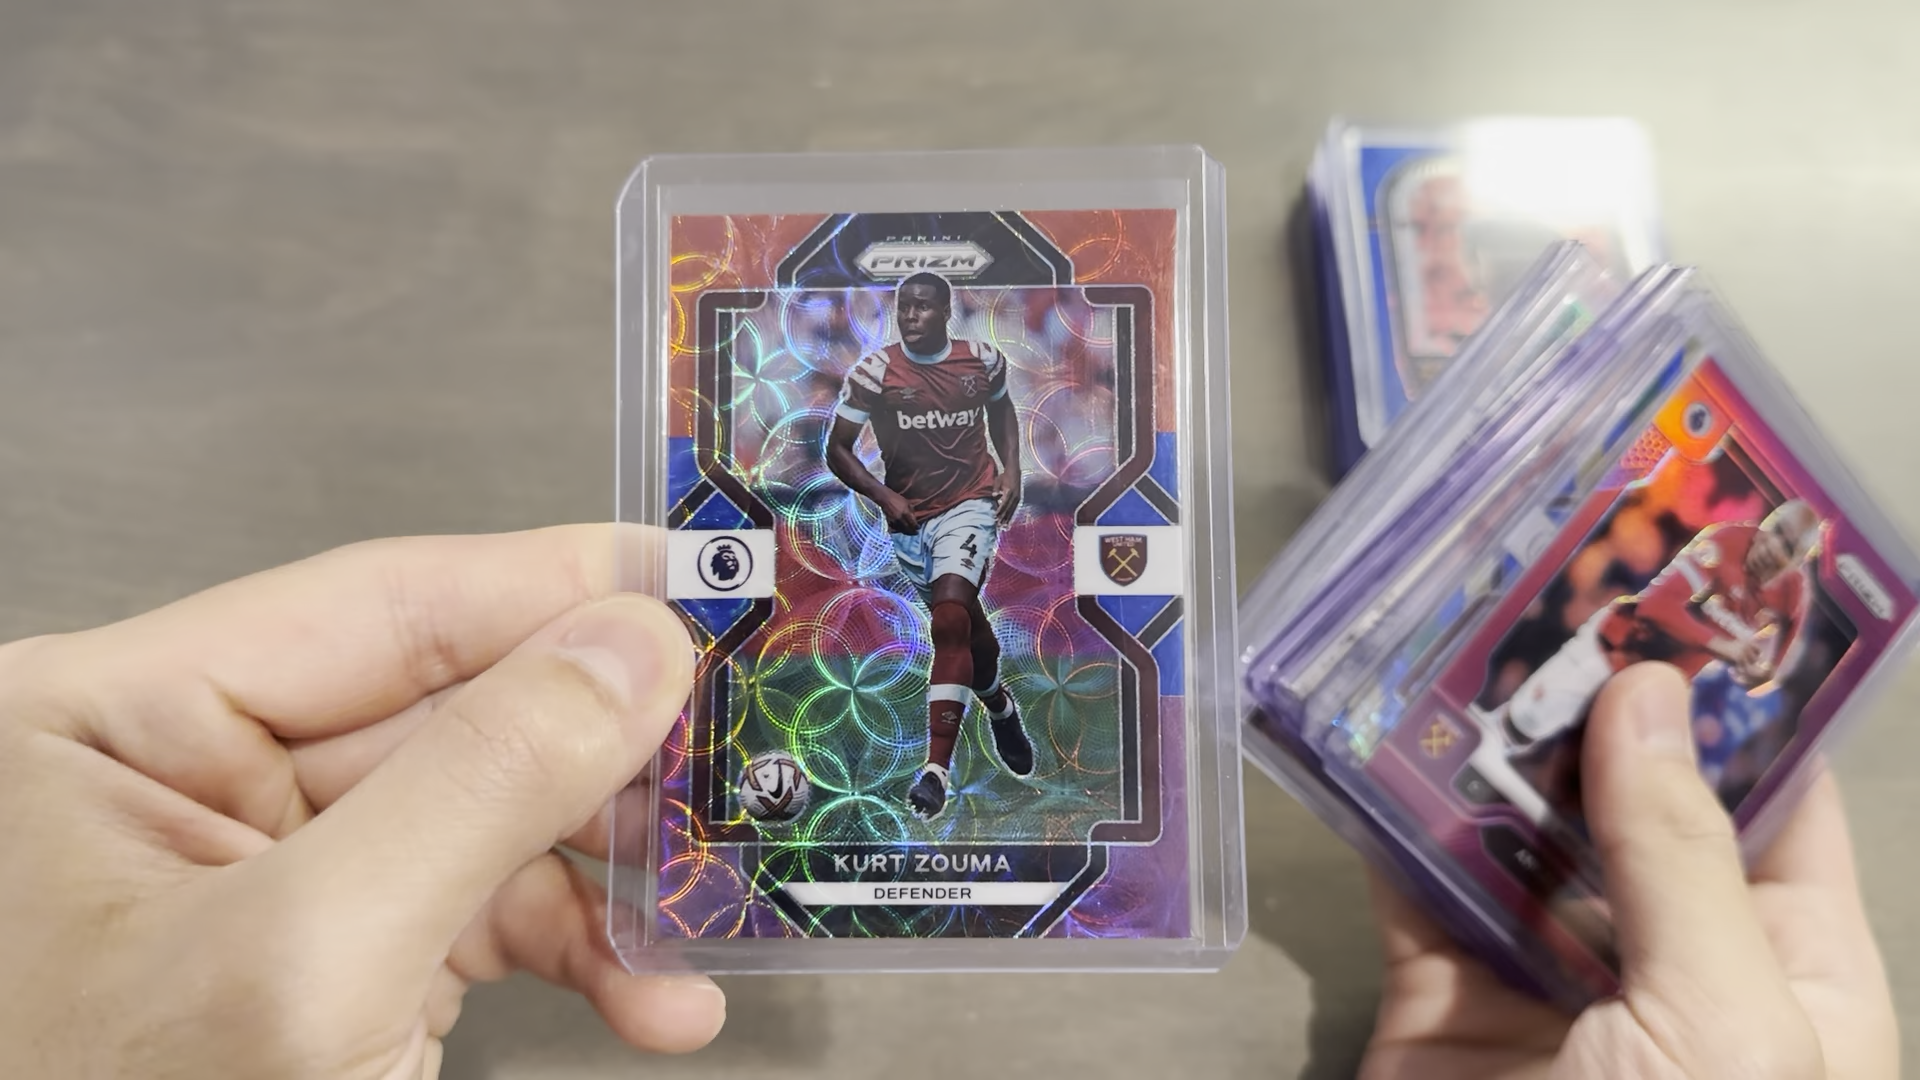 PANINI
PRIZM
betway
4
WEST HAM
UNITED
KURT ZOUMA
DEFENDER